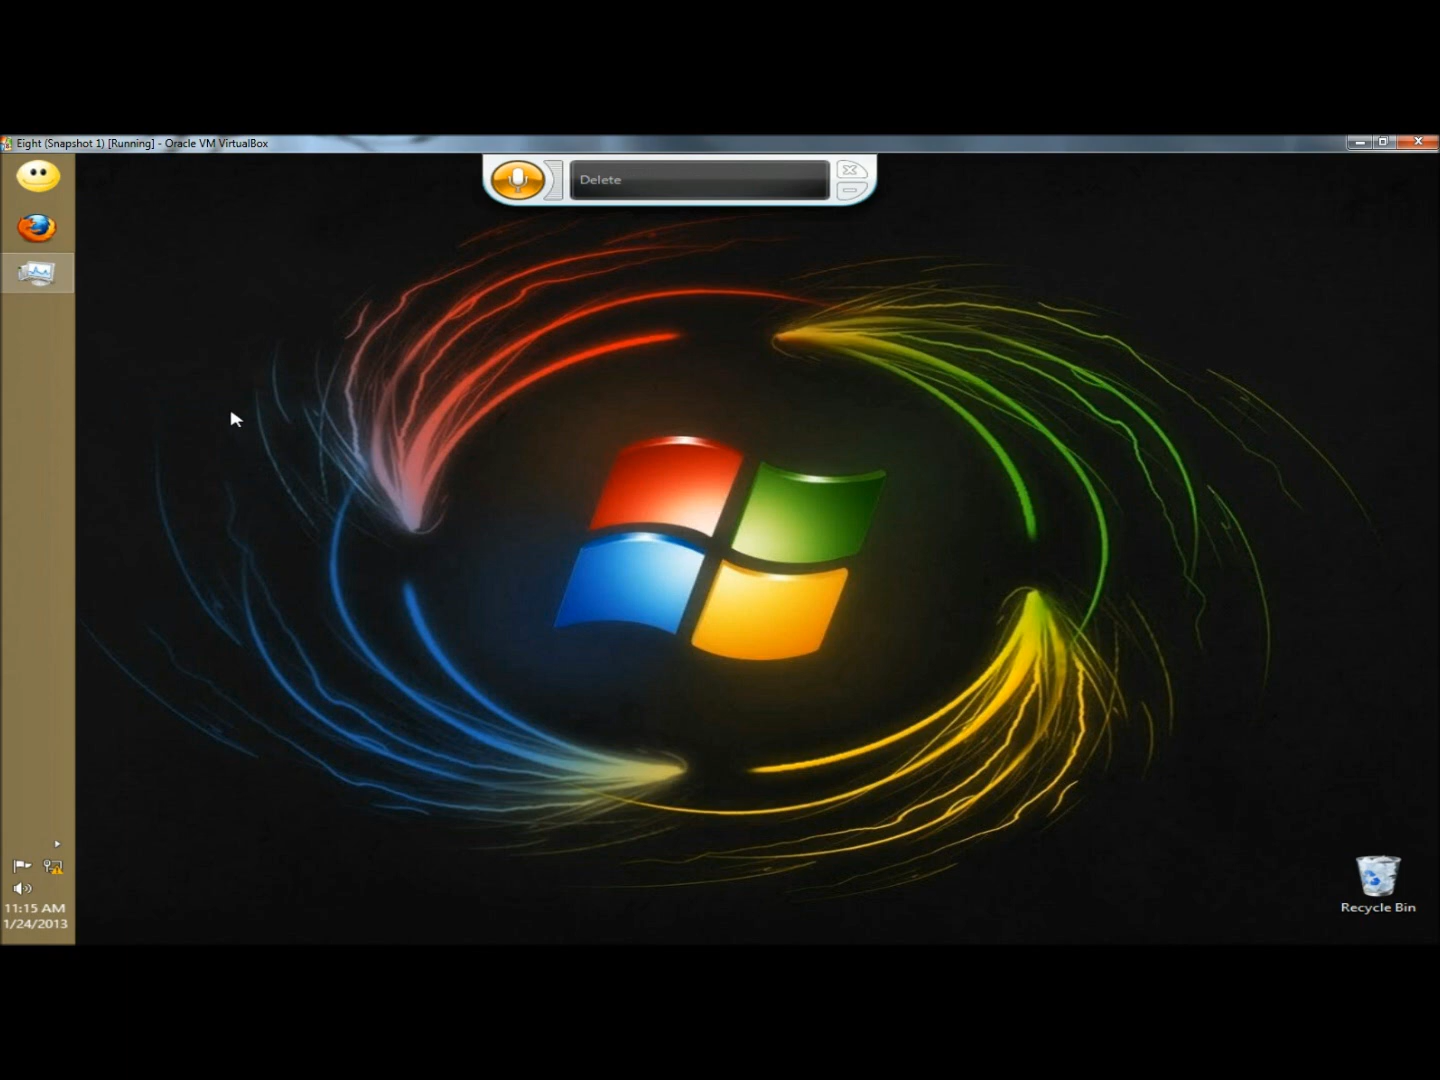 Eight (Snapshot 1) [Running] - Oracle VM VirtualBox
Delete
11:15 AM
1/24/2013
Recycle Bin